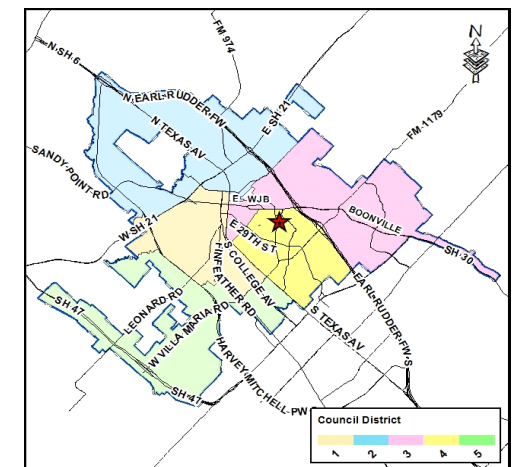 FM 974
N
N SH 6
N EARL RUDDER FW
E SH 21
N TEXAS AV
FM 1179
SANDY POINT RD
E WJB
BOONVILLE
W SH 21
E 29TH ST
SH 30
S COLLEGE AV
FINFEATHER RD
LEONARD RD
SH 47
W VILLA MARIA RD
EARL RUDDER FW S
S TEXAS AV
SH 47
HARVEY MITCHELL PW
Council District
1 2 3 4 5